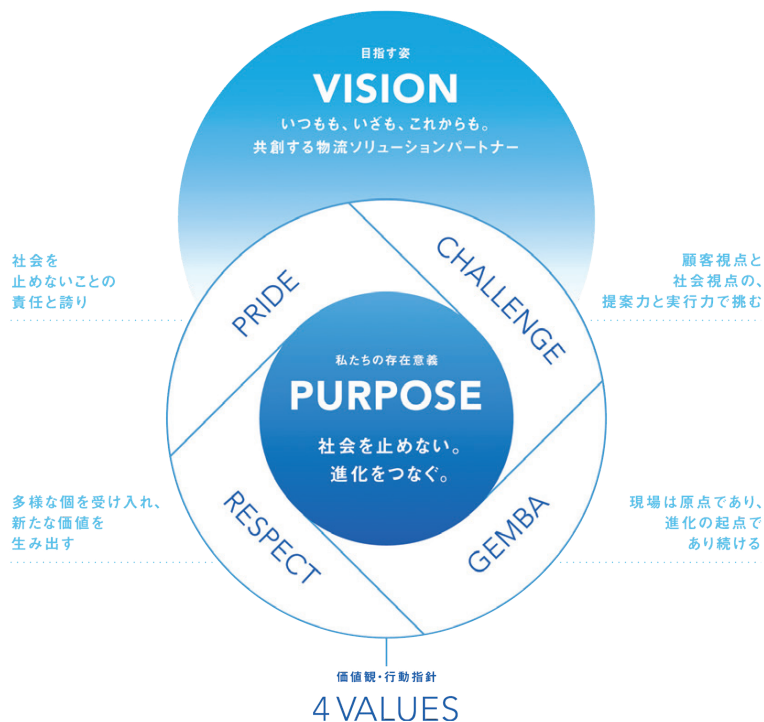 目指す姿
VISION
いつもも、いざも、これからも。
共創する物流ソリューションパートナー
社会を
止めないことの
責任と誇り
PRIDE
CHALLENGE
顧客視点と
社会視点の、
提案力と実行力で挑む
私たちの存在意義
PURPOSE
社会を止めない。
進化をつなぐ。
多様な個を受け入れ、
新たな価値を
生み出す
RESPECT
GEMBA
現場は原点であり、
進化の起点で
あり続ける
価値観・行動指針
4 VALUES